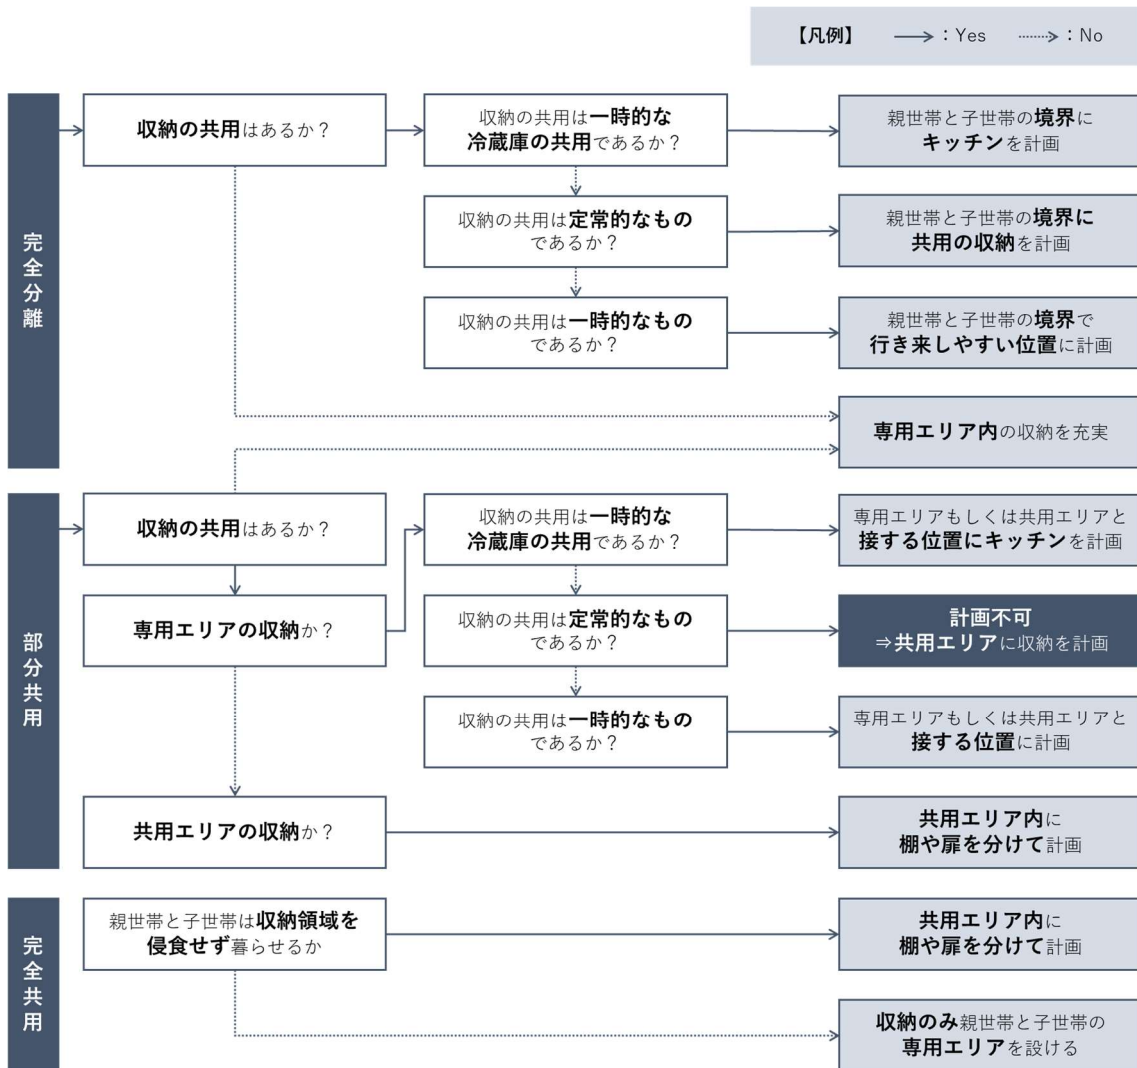 【凡例】 ：Yes ：No
完全分離
収納の共用はあるか？
収納の共用は一時的な
冷蔵庫の共用であるか？
親世帯と子世帯の境界に
キッチンを計画
収納の共用は定常的なもの
であるか？
親世帯と子世帯の境界に
共用の収納を計画
収納の共用は一時的なもの
であるか？
親世帯と子世帯の境界で
行き来しやすい位置に計画
専用エリア内の収納を充実
部分共用
収納の共用はあるか？
収納の共用は一時的な
冷蔵庫の共用であるか？
専用エリアもしくは共用エリアと
接する位置にキッチンを計画
専用エリアの収納か？
収納の共用は定常的なもの
であるか？
計画不可
⇒共用エリアに収納を計画
収納の共用は一時的なもの
であるか？
専用エリアもしくは共用エリアと
接する位置に計画
共用エリアの収納か？
共用エリア内に
棚や扉を分けて計画
完全共用
親世帯と子世帯は収納領域を
侵食せず暮らせるか
共用エリア内に
棚や扉を分けて計画
収納のみ親世帯と子世帯の
専用エリアを設ける